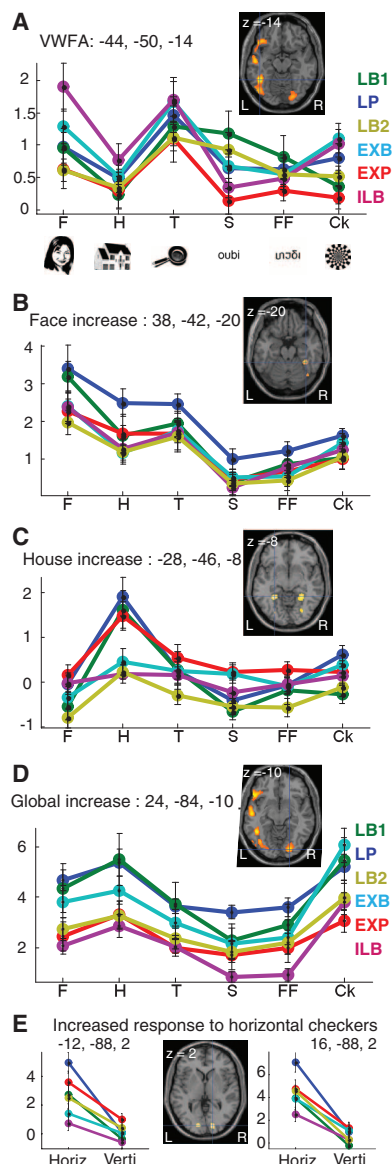 A
VWFA: -44, -50, -14
z = -14
L R
LB1
LP
LB2
EXB
EXP
ILB
2
1.5
1
0.5
0
F H T S FF Ck
oubi
B
Face increase : 38, -42, -20
z = -20
L R
4
3
2
1
F H T S FF Ck
C
House increase : -28, -46, -8
z=-8
L R
2
1
0
-1
F H T S FF Ck
D
Global increase : 24, -84, -10
z=-10
L R
LB1
LP
LB2
EXB
EXP
ILB
6
4
2
F H T S FF Ck
E
Increased response to horizontal checkers
-12, -88, 2
z = 2
16, -88, 2
4
2
0
Horiz Verti
L R
6
4
2
0
Horiz Verti